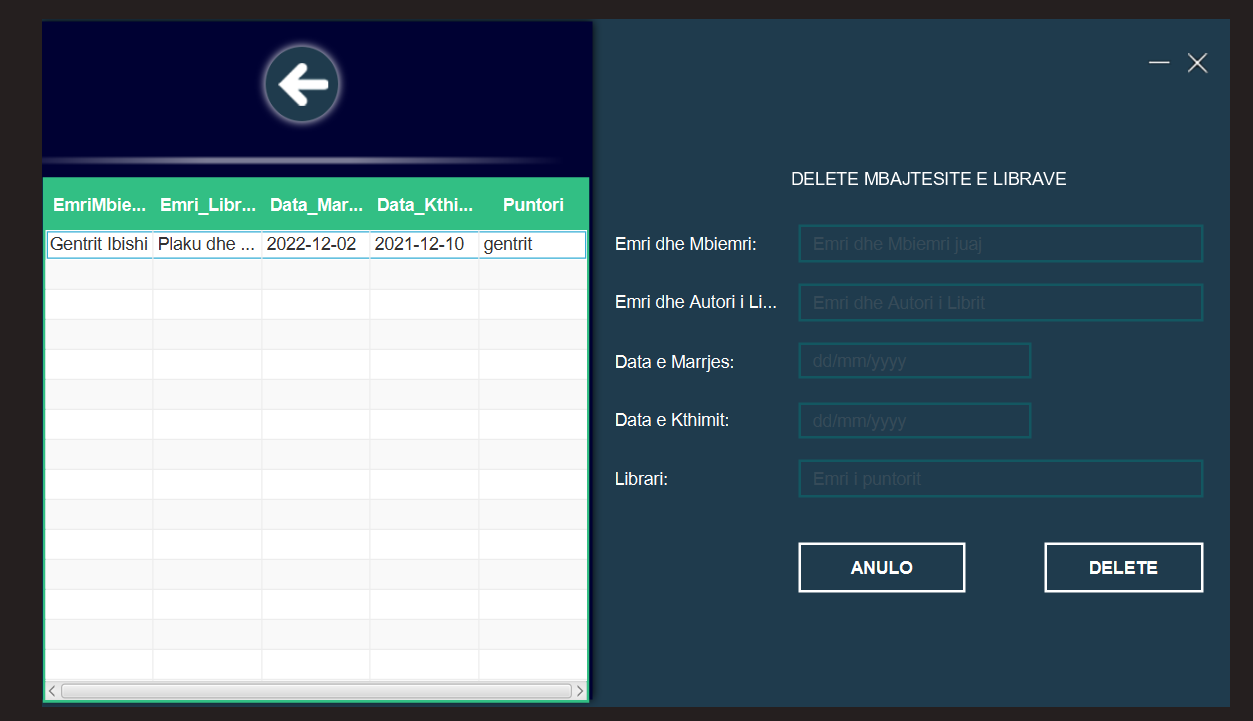 EmriMbie... Emri_Libr... Data_Mar... Data_Kthi... Puntori
Gentrit Ibishi Plaku dhe ... 2022-12-02 2021-12-10 gentrit
DELETE MBAJTESITE E LIBRAVE
Emri dhe Mbiemri: Emri dhe Mbiemri juaj
Emri dhe Autori i Li... Emri dhe Autori i Librit
Data e Marrjes: dd/mm/yyyy
Data e Kthimit: dd/mm/yyyy
Librari: Emri i puntorit
ANULO DELETE